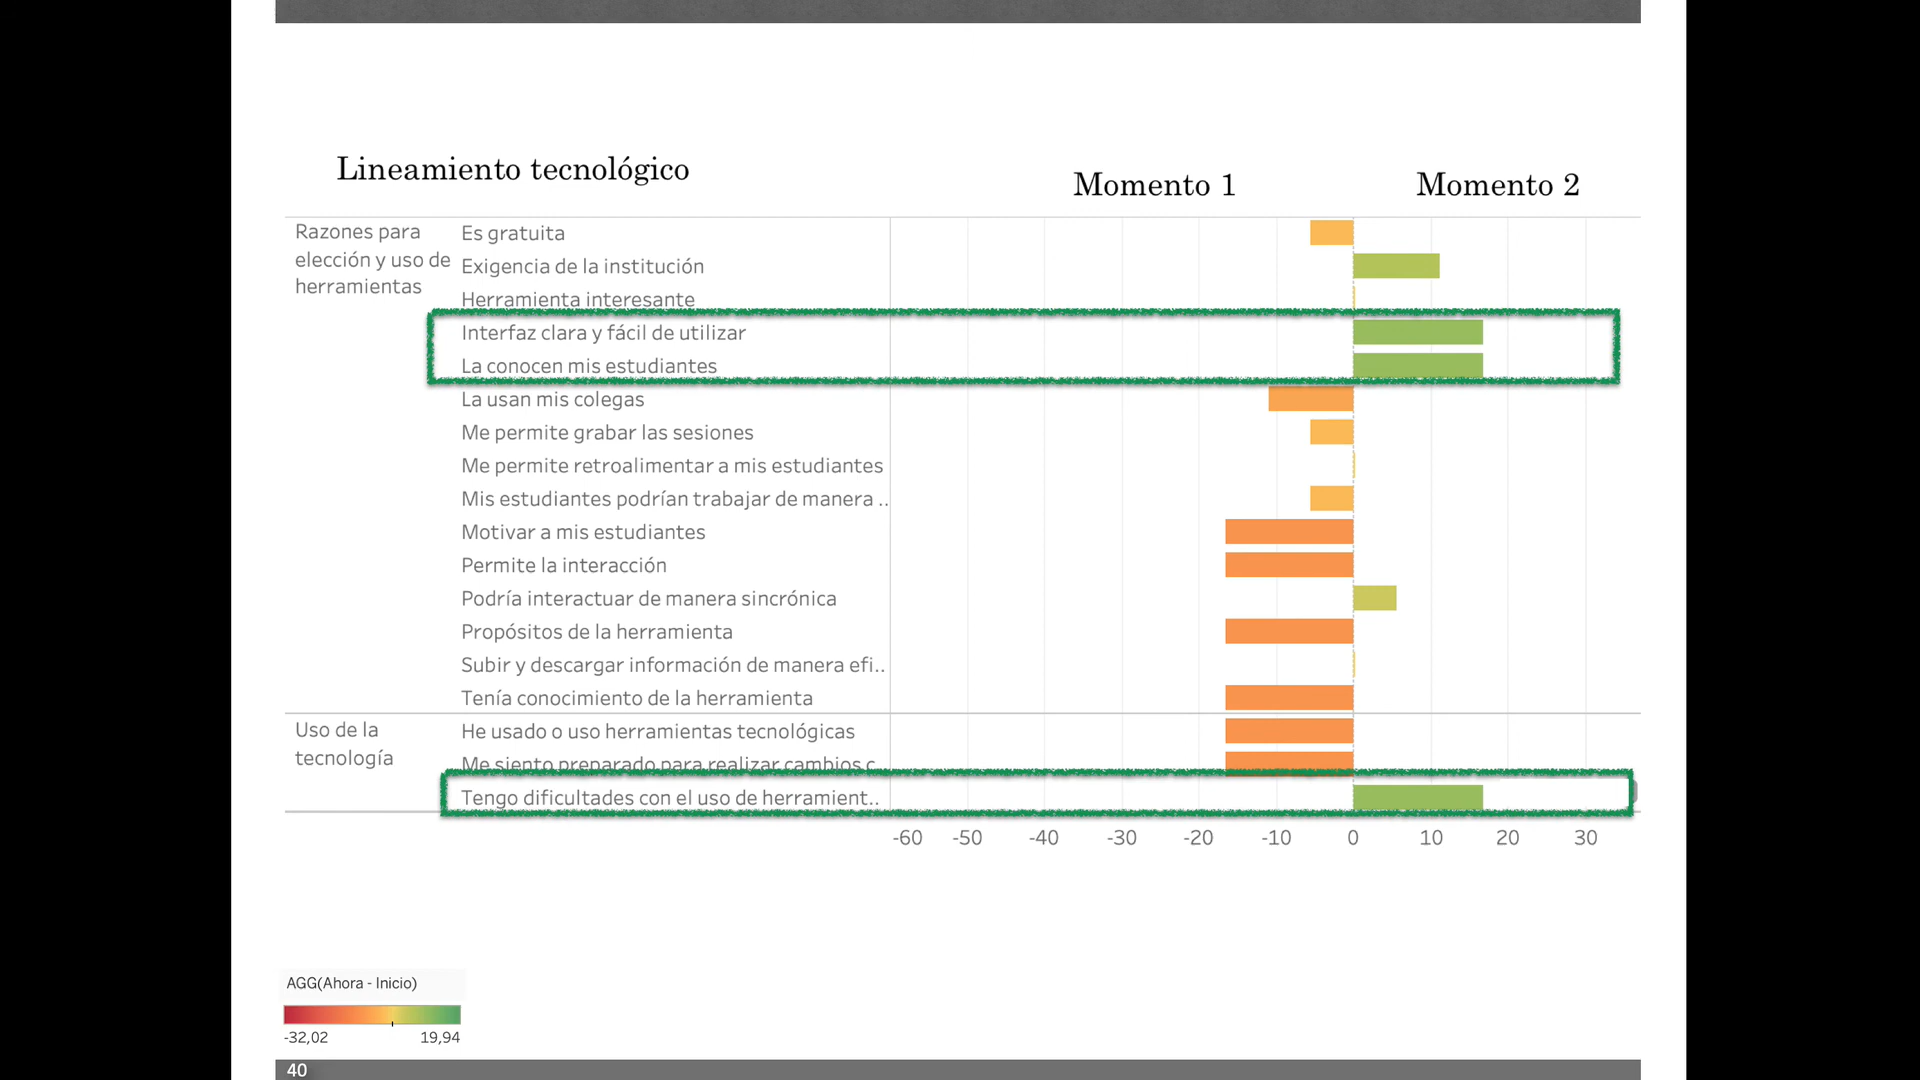 Lineamiento tecnológico
Momento 1
Momento 2
Razones para
elección y uso de
herramientas
Es gratuita
Exigencia de la institución
Herramienta interesante
Interfaz clara y fácil de utilizar
La conocen mis estudiantes
La usan mis colegas
Me permite grabar las sesiones
Me permite retroalimentar a mis estudiantes
Mis estudiantes podrían trabajar de manera ..
Motivar a mis estudiantes
Permite la interacción
Podría interactuar de manera sincrónica
Propósitos de la herramienta
Subir y descargar información de manera efi..
Tenía conocimiento de la herramienta
Uso de la
tecnología
He usado o uso herramientas tecnológicas
Me siento preparado para realizar cambios c..
Tengo dificultades con el uso de herramient..
-60 -50 -40 -30 -20 -10 0 10 20 30
AGG(Ahora - Inicio)
-32,02 19,94
40